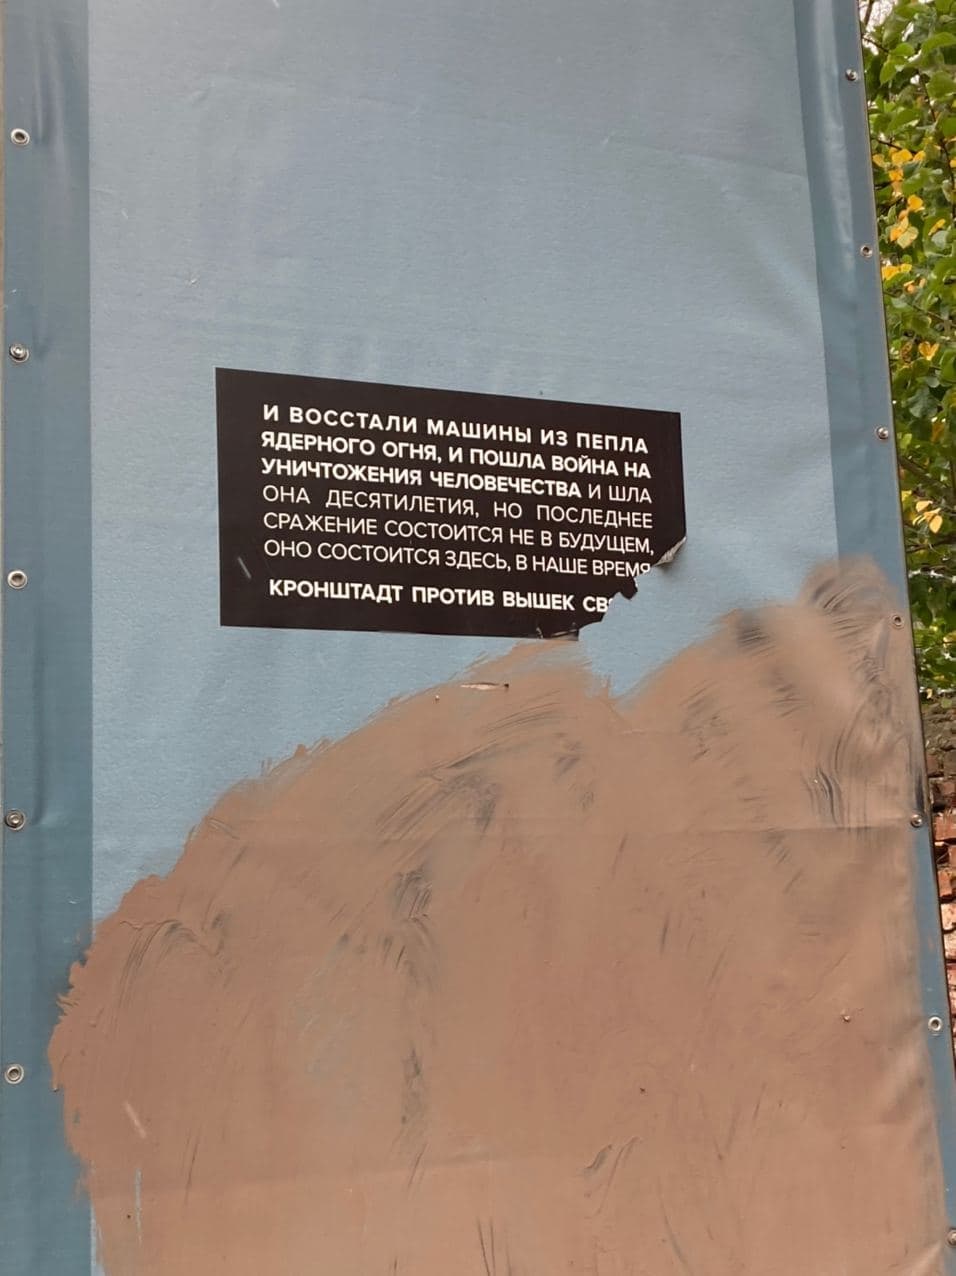 И ВОССТАЛИ МАШИНЫ ИЗ ПЕПЛА
ЯДЕРНОГО ОГНЯ, И ПОШЛА ВОЙНА НА
УНИЧТОЖЕНИЯ ЧЕЛОВЕЧЕСТВА И ШЛА
ОНА ДЕСЯТИЛЕТИЯ, НО ПОСЛЕДНЕЕ
СРАЖЕНИЕ СОСТОИТСЯ НЕ В БУДУЩЕМ,
ОНО СОСТОИТСЯ ЗДЕСЬ, В НАШЕ ВРЕМЯ
КРОНШТАДТ ПРОТИВ ВЫШЕК